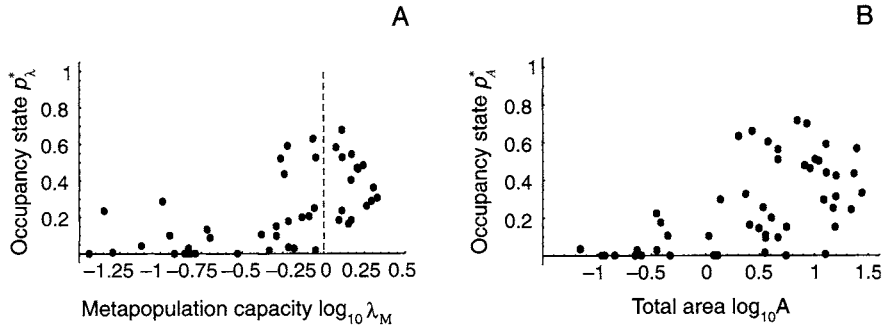 A
Occupancy state p*λ
1
0.8
0.6
0.4
0.2
−1.25 −1 −0.75 −0.5 −0.25 0 0.25 0.5
Metapopulation capacity log10 λM
B
Occupancy state p*A
1
0.8
0.6
0.4
0.2
−1 −0.5 0 0.5 1 1.5
Total area log10A